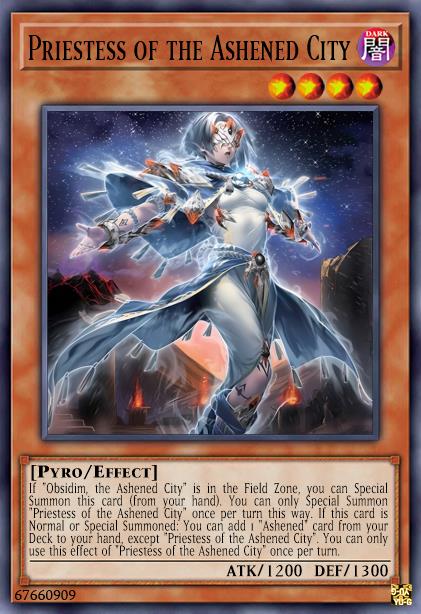 PRIESTESS OF THE ASHENED CITY
DARK
闇
[PYRO/EFFECT]
If "Obsidim, the Ashened City" is in the Field Zone, you can Special
Summon this card (from your hand). You can only Special Summon
"Priestess of the Ashened City" once per turn this way. If this card is
Normal or Special Summoned: You can add 1 "Ashened" card from your
Deck to your hand, except "Priestess of the Ashened City". You can only
use this effect of "Priestess of the Ashened City" once per turn.
ATK/1200 DEF/1300
67660909